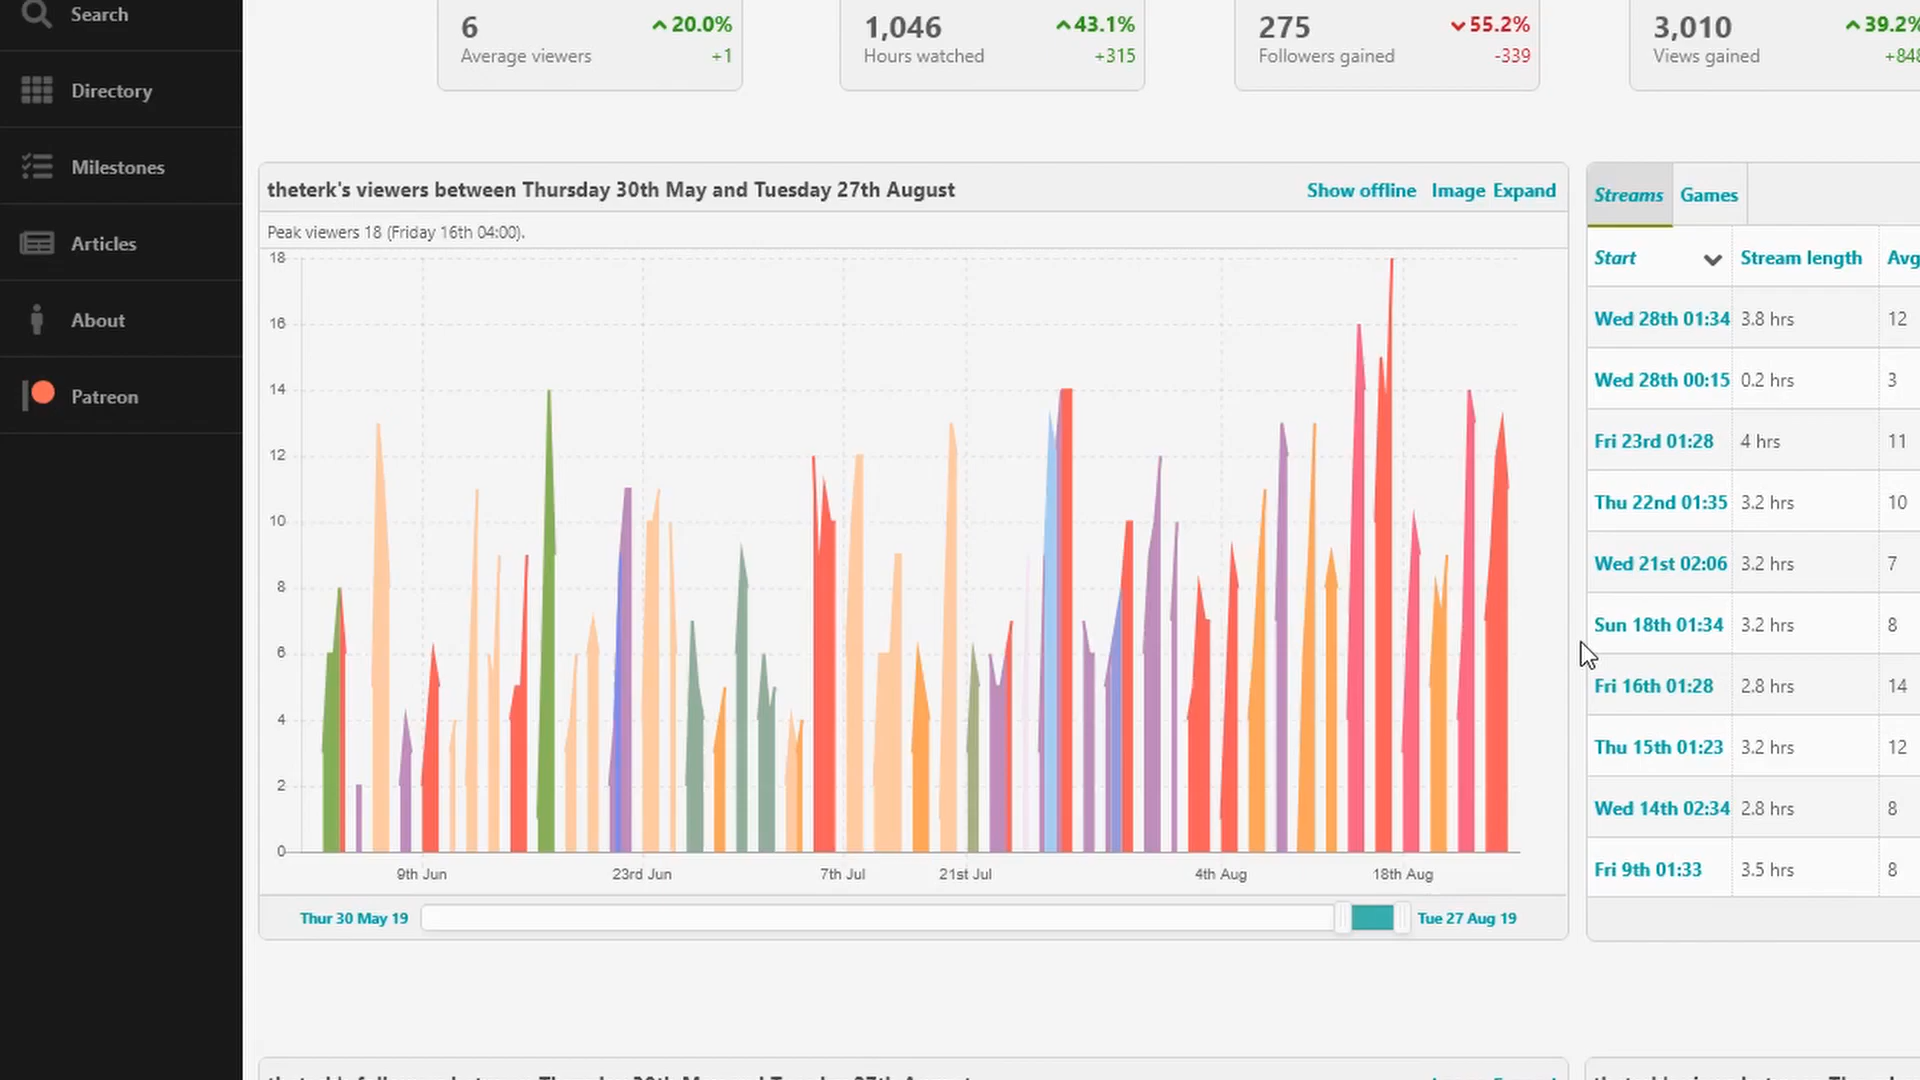 Search
Directory
Milestones
Articles
About
Patreon
6 20.0%
Average viewers +1
1,046 43.1%
Hours watched +315
275 55.2%
Followers gained -339
3,010 39.2%
Views gained +848
theterk's viewers between Thursday 30th May and Tuesday 27th August Show offline Image Expand
Peak viewers 18 (Friday 16th 04:00).
18
16
14
12
10
8
6
4
2
0
9th Jun 23rd Jun 7th Jul 21st Jul 4th Aug 18th Aug
Thur 30 May 19 Tue 27 Aug 19
Streams Games
Start Stream length Avg
Wed 28th 01:34 3.8 hrs 12
Wed 28th 00:15 0.2 hrs 3
Fri 23rd 01:28 4 hrs 11
Thu 22nd 01:35 3.2 hrs 10
Wed 21st 02:06 3.2 hrs 7
Sun 18th 01:34 3.2 hrs 8
Fri 16th 01:28 2.8 hrs 14
Thu 15th 01:23 3.2 hrs 12
Wed 14th 02:34 2.8 hrs 8
Fri 9th 01:33 3.5 hrs 8